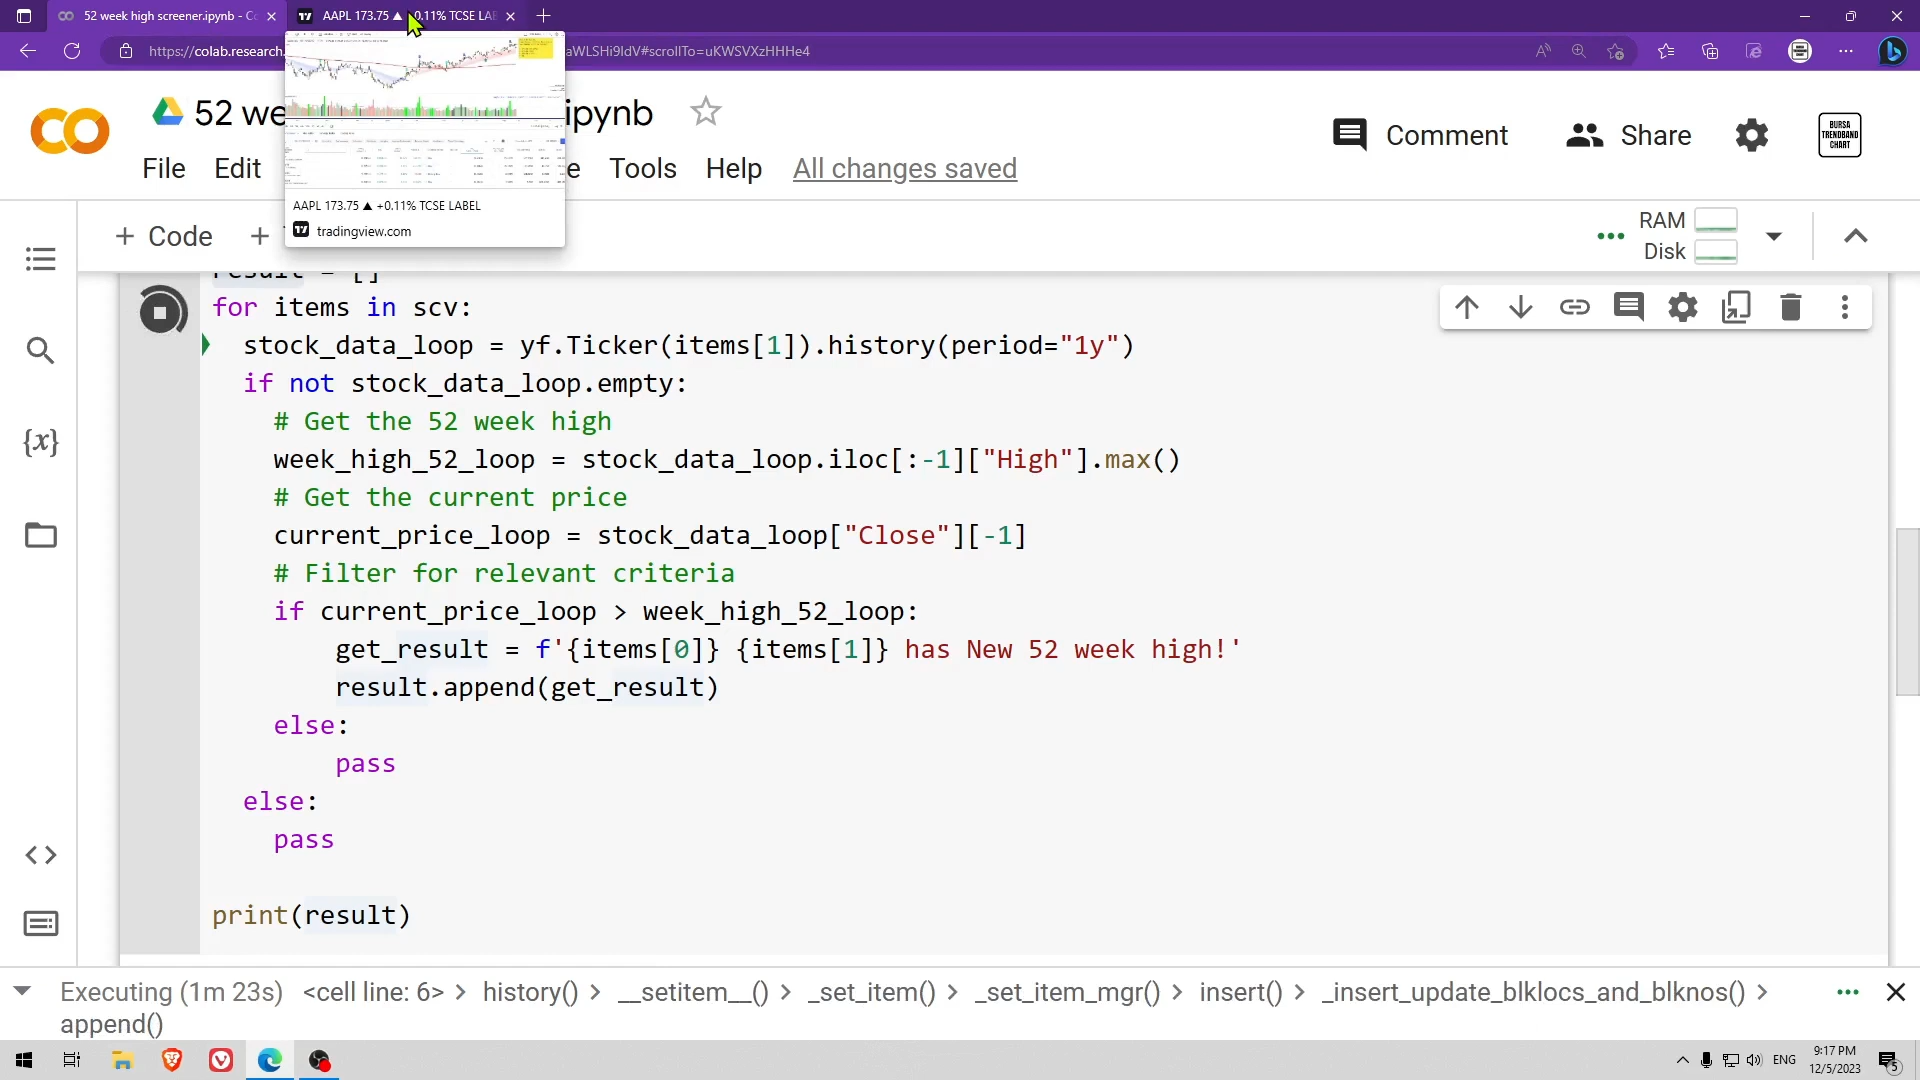 52 week high screener.ipynb - Co
AAPL 173.75 ▲ +0.11% TCSE LAB
https://colab.research.
aWLSHi9IdV#scrollTo=uKWSVXzHHHe4
52 we
ipynb
Comment
Share
BURSA
TRENDBAND
CHART
File Edit
e Tools Help All changes saved
AAPL 173.75 ▲ +0.11% TCSE LABEL
tradingview.com
+ Code +
RAM
Disk
result = []
for items in scv:
stock_data_loop = yf.Ticker(items[1]).history(period="1y")
if not stock_data_loop.empty:
# Get the 52 week high
week_high_52_loop = stock_data_loop.iloc[:-1]["High"].max()
# Get the current price
current_price_loop = stock_data_loop["Close"][-1]
# Filter for relevant criteria
if current_price_loop > week_high_52_loop:
get_result = f'{items[0]} {items[1]} has New 52 week high!'
result.append(get_result)
else:
pass
else:
pass
print(result)
Executing (1m 23s) <cell line: 6> > history() > __setitem__() > _set_item() > _set_item_mgr() > insert() > _insert_update_blklocs_and_blknos() >
append()
ENG
9:17 PM
12/5/2023
5